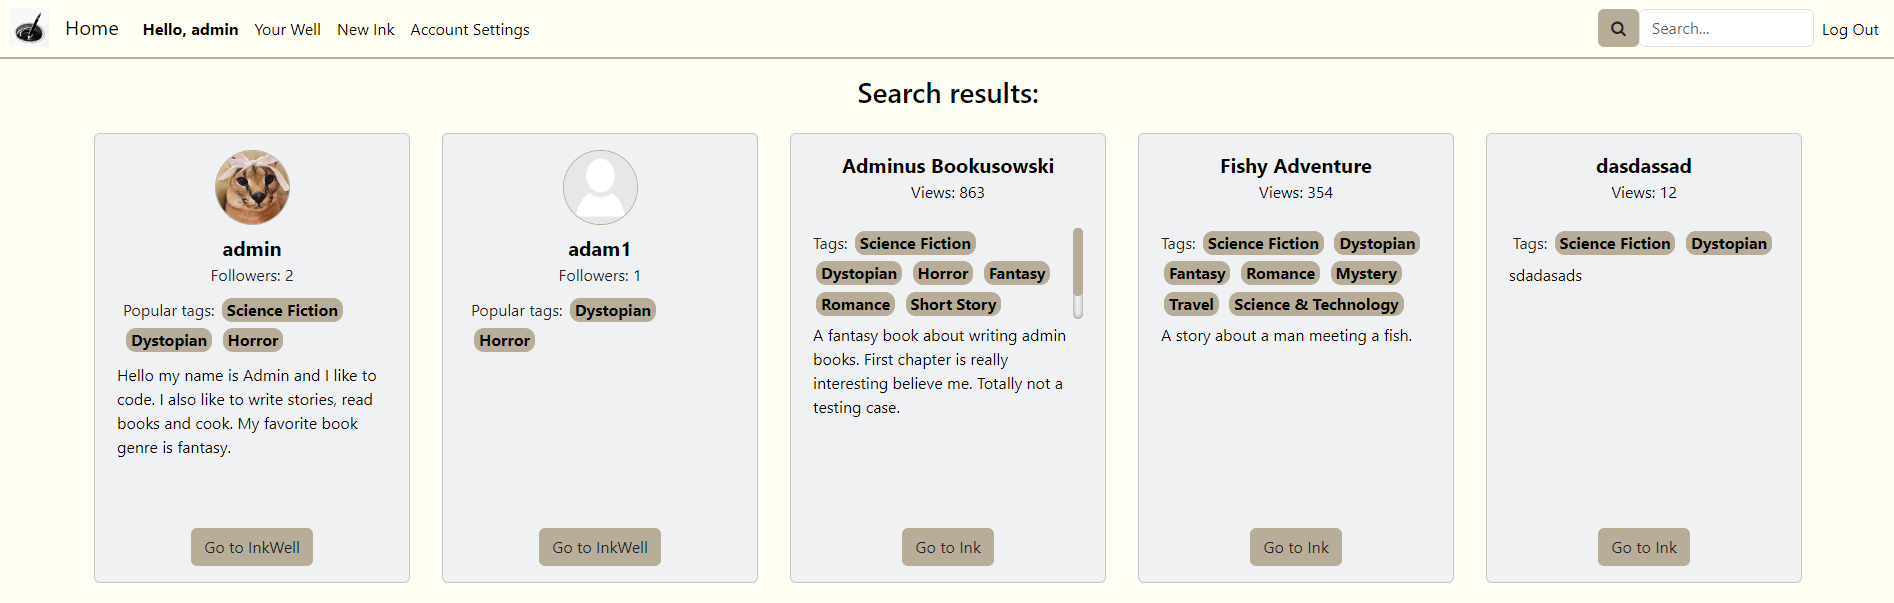 Home Hello, admin Your Well New Ink Account Settings Search... Log Out
Search results:
admin
Followers: 2
Popular tags: Science Fiction
Dystopian Horror
Hello my name is Admin and I like to
code. I also like to write stories, read
books and cook. My favorite book
genre is fantasy.
Go to InkWell
adam1
Followers: 1
Popular tags: Dystopian
Horror
Go to InkWell
Adminus Bookusowski
Views: 863
Tags: Science Fiction
Dystopian Horror Fantasy
Romance Short Story
A fantasy book about writing admin
books. First chapter is really
interesting believe me. Totally not a
testing case.
Go to Ink
Fishy Adventure
Views: 354
Tags: Science Fiction Dystopian
Fantasy Romance Mystery
Travel Science & Technology
A story about a man meeting a fish.
Go to Ink
dasdassad
Views: 12
Tags: Science Fiction Dystopian
sdadasads
Go to Ink